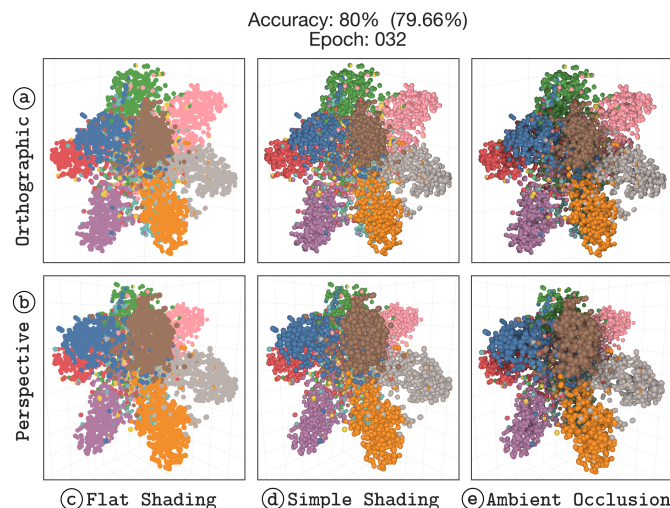 Accuracy: 80% (79.66%)
Epoch: 032
a Orthographic
b Perspective
c Flat Shading
d Simple Shading
e Ambient Occlusion